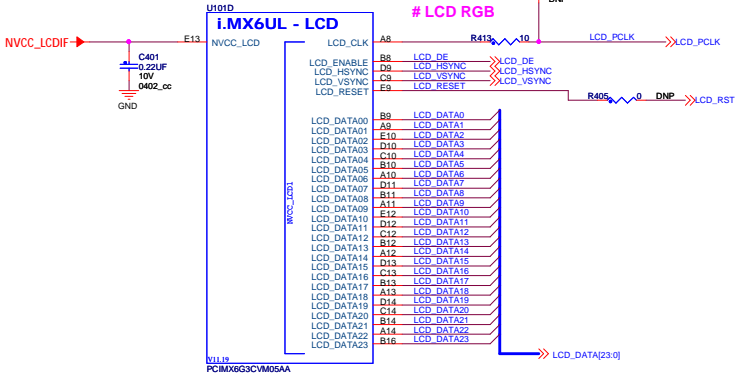 U101D
# LCD RGB
i.MX6UL - LCD
NVCC_LCDIF
E13
NVCC_LCD
LCD_CLK
A8
R413
10
LCD_PCLK
LCD_PCLK
C401
0.22UF
10V
0402_cc
GND
LCD_ENABLE
B8
LCD_DE
LCD_DE
LCD_HSYNC
D9
LCD_HSYNC
LCD_HSYNC
LCD_VSYNC
C9
LCD_VSYNC
LCD_VSYNC
LCD_RESET
E9
LCD_RESET
R405
0
DNP
LCD_RST
NVCC_LCD1
LCD_DATA00
B9
LCD_DATA0
LCD_DATA01
A9
LCD_DATA1
LCD_DATA02
E10
LCD_DATA2
LCD_DATA03
D10
LCD_DATA3
LCD_DATA04
C10
LCD_DATA4
LCD_DATA05
B10
LCD_DATA5
LCD_DATA06
A10
LCD_DATA6
LCD_DATA07
D11
LCD_DATA7
LCD_DATA08
B11
LCD_DATA8
LCD_DATA09
A11
LCD_DATA9
LCD_DATA10
E12
LCD_DATA10
LCD_DATA11
D12
LCD_DATA11
LCD_DATA12
C12
LCD_DATA12
LCD_DATA13
B12
LCD_DATA13
LCD_DATA14
A12
LCD_DATA14
LCD_DATA15
D13
LCD_DATA15
LCD_DATA16
C13
LCD_DATA16
LCD_DATA17
B13
LCD_DATA17
LCD_DATA18
A13
LCD_DATA18
LCD_DATA19
D14
LCD_DATA19
LCD_DATA20
C14
LCD_DATA20
LCD_DATA21
B14
LCD_DATA21
LCD_DATA22
A14
LCD_DATA22
LCD_DATA23
B16
LCD_DATA23
LCD_DATA[23:0]
V11.19
PCIMX6G3CVM05AA